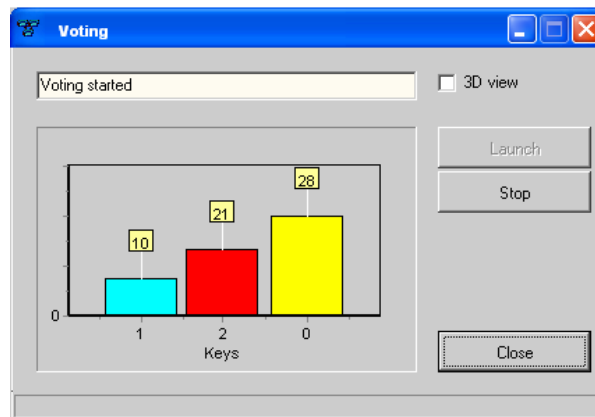 Voting
Voting started
3D view
Launch
Stop
28
21
10
0
1 2 0
Keys
Close